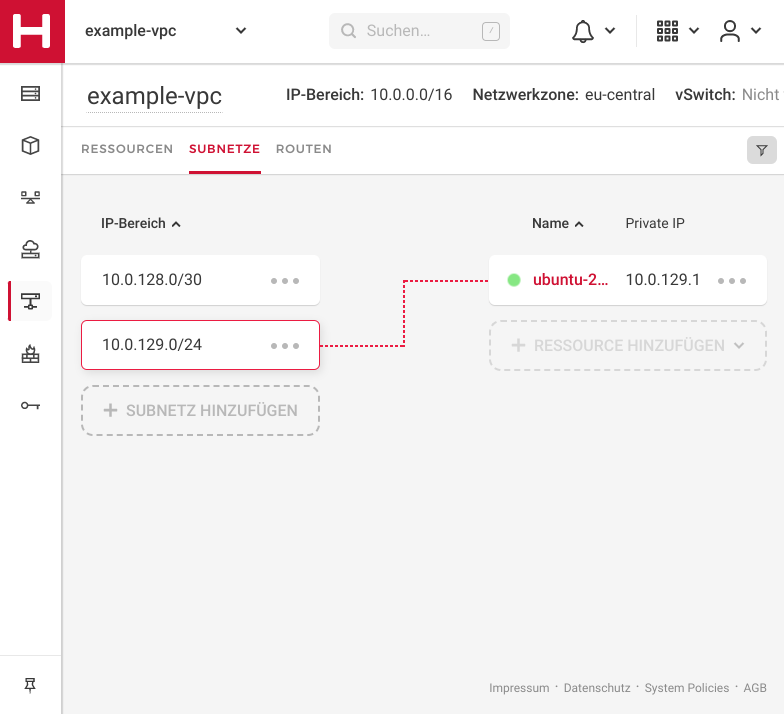 H example-vpc Suchen... /
example-vpc IP-Bereich: 10.0.0.0/16 Netzwerkzone: eu-central vSwitch: Nicht
RESSOURCEN SUBNETZE ROUTEN
IP-Bereich Name Private IP
10.0.128.0/30 ubuntu-2... 10.0.129.1
10.0.129.0/24 + RESSOURCE HINZUFÜGEN
+ SUBNETZ HINZUFÜGEN
Impressum · Datenschutz · System Policies · AGB